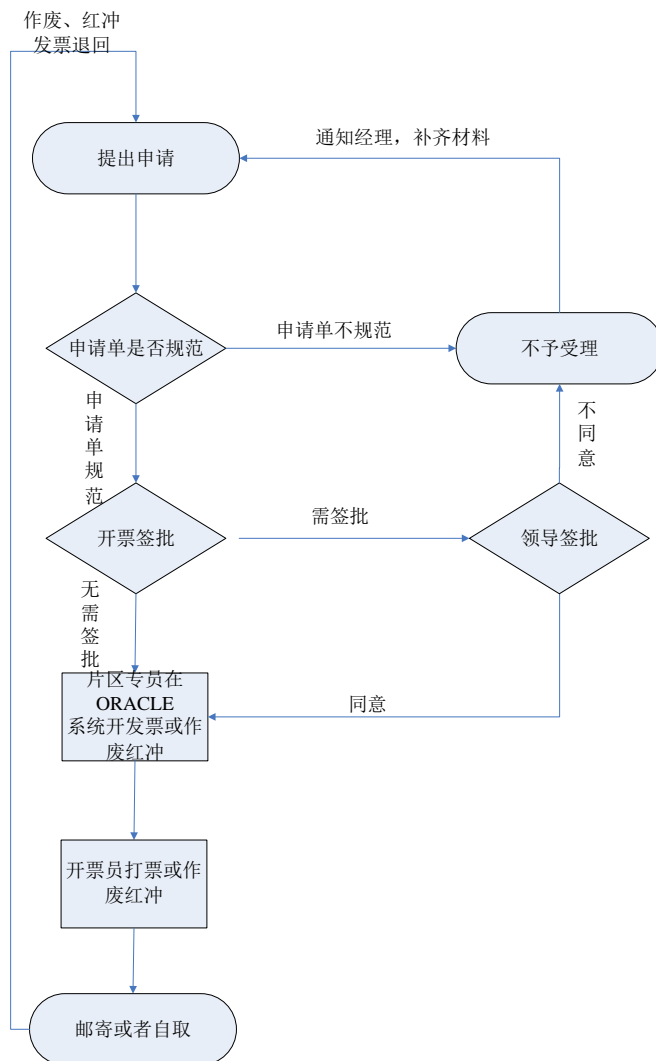 作废、红冲
发票退回
通知经理，补齐材料
提出申请
申请单是否规范
申请单不规范
不予受理
申
请
单
规
范
不
同
意
开票签批
需签批
领导签批
无
需
签
批
片区专员在
ORACLE
系统开发票或作
废红冲
同意
开票员打票或作
废红冲
邮寄或者自取